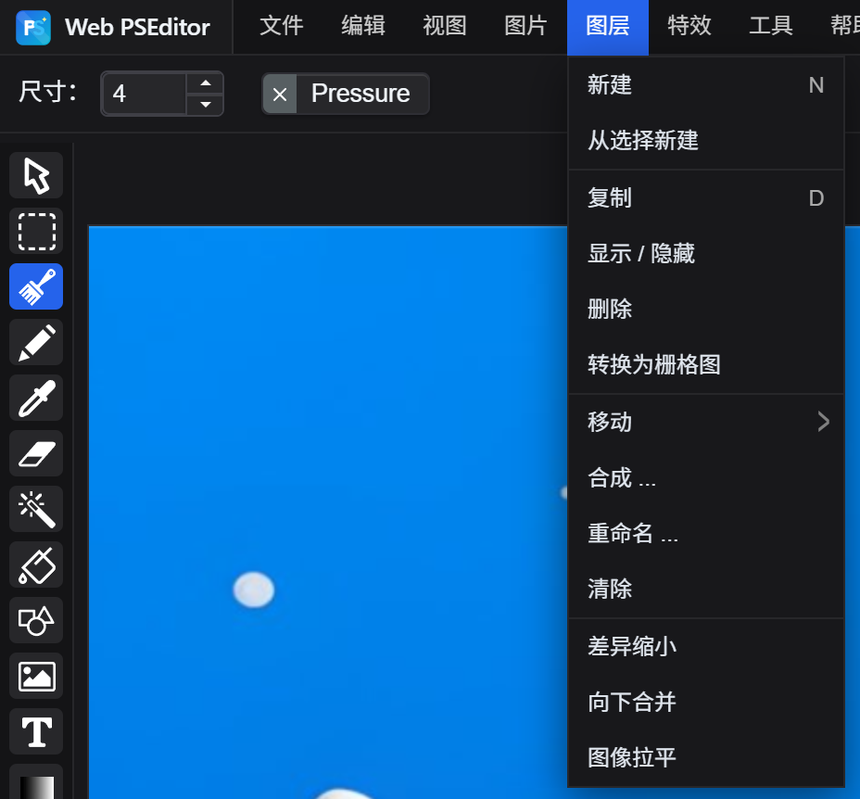 Web PSEditor 文件 编辑 视图 图片 图层 特效 工具
尺寸： 4 × Pressure
新建 N
从选择新建
复制 D
显示 / 隐藏
删除
转换为栅格图
移动
合成 ...
重命名 ...
清除
差异缩小
向下合并
图像拉平